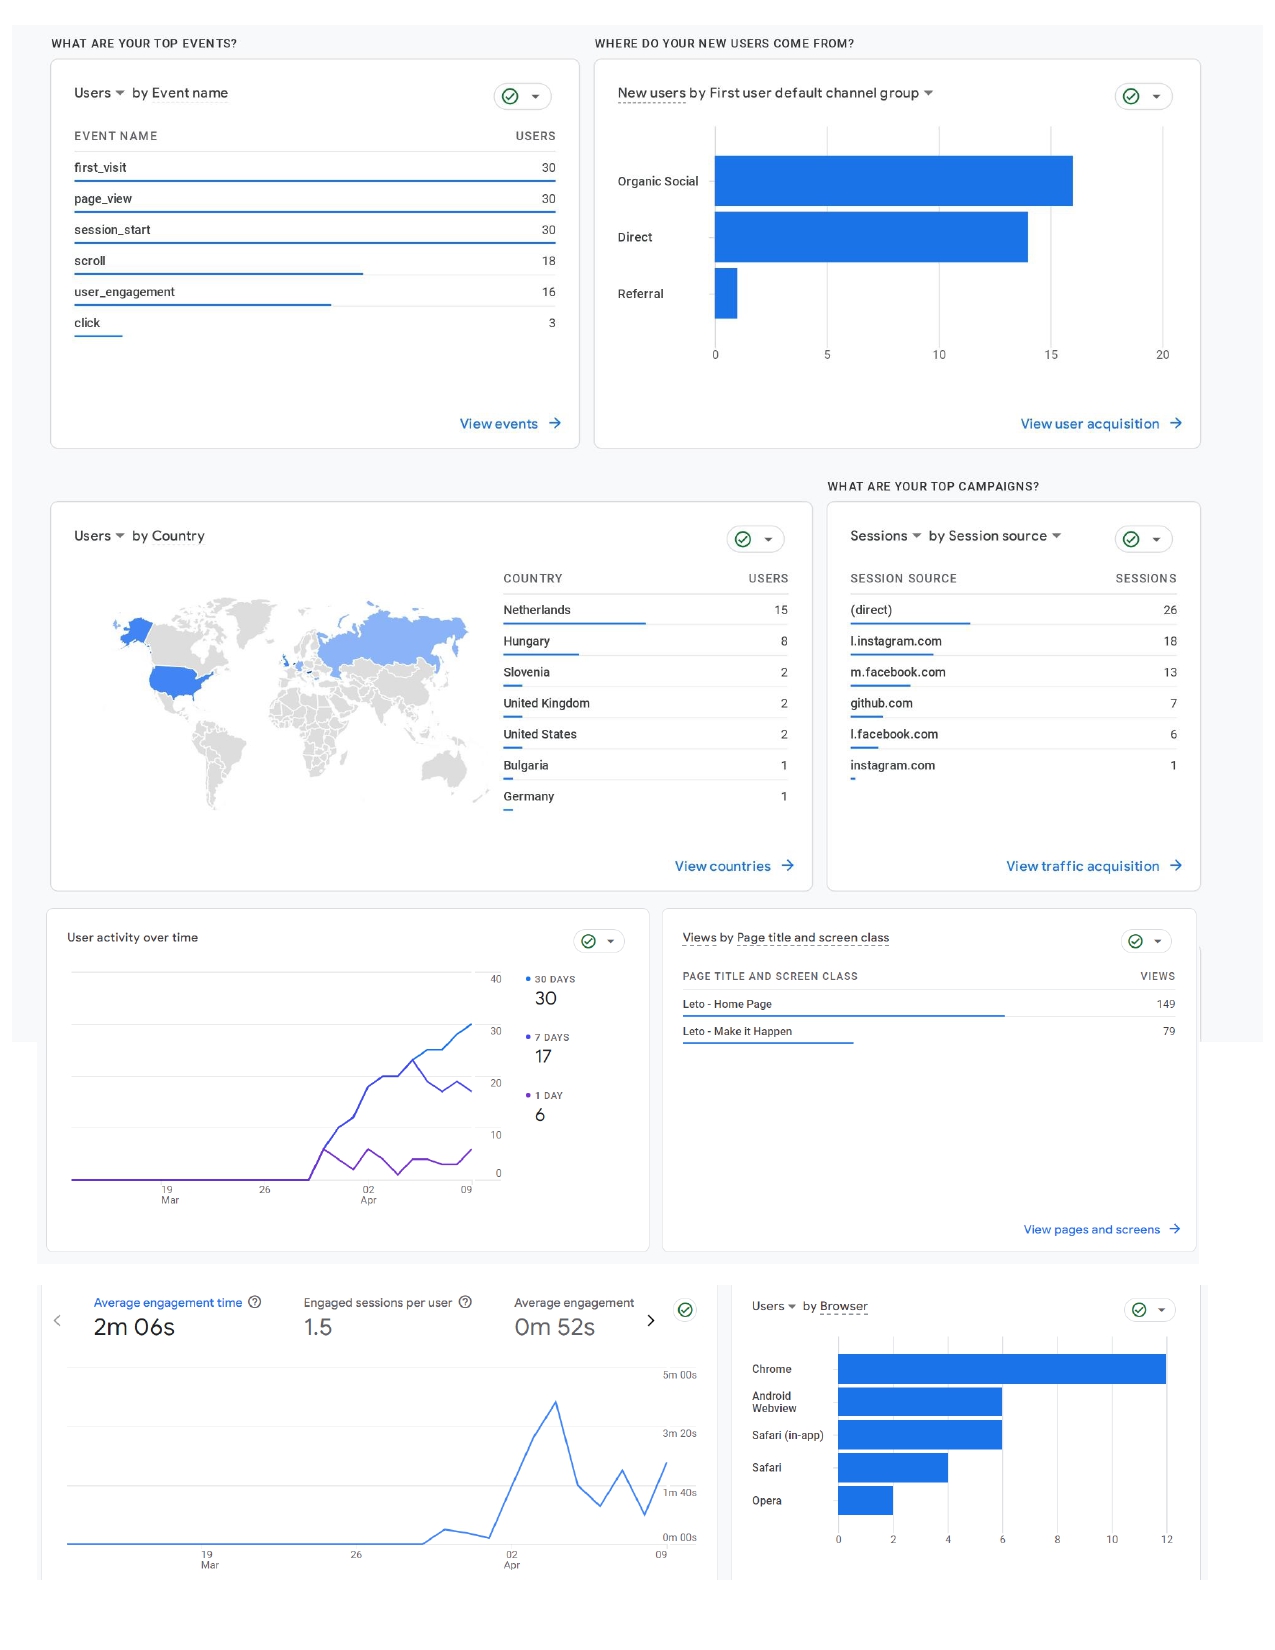 WHAT ARE YOUR TOP EVENTS?
WHERE DO YOUR NEW USERS COME FROM?
Users by Event name
EVENT NAME USERS
first_visit 30
page_view 30
session_start 30
scroll 18
user_engagement 16
click 3
View events
New users by First user default channel group
Organic Social
Direct
Referral
0 5 10 15 20
View user acquisition
WHAT ARE YOUR TOP CAMPAIGNS?
Users by Country
COUNTRY USERS
Netherlands 15
Hungary 8
Slovenia 2
United Kingdom 2
United States 2
Bulgaria 1
Germany 1
View countries
Sessions by Session source
SESSION SOURCE SESSIONS
(direct) 26
l.instagram.com 18
m.facebook.com 13
github.com 7
l.facebook.com 6
instagram.com 1
View traffic acquisition
User activity over time
40
30
20
10
0
19 26 02 09
Mar Apr
30 DAYS
30
7 DAYS
17
1 DAY
6
Views by Page title and screen class
PAGE TITLE AND SCREEN CLASS VIEWS
Leto - Home Page 149
Leto - Make it Happen 79
View pages and screens
Average engagement time Engaged sessions per user Average engagement
2m 06s 1.5 0m 52s
5m 00s
3m 20s
1m 40s
0m 00s
19 26 02 09
Mar Apr
Users by Browser
Chrome
Android
Webview
Safari (in-app)
Safari
Opera
0 2 4 6 8 10 12